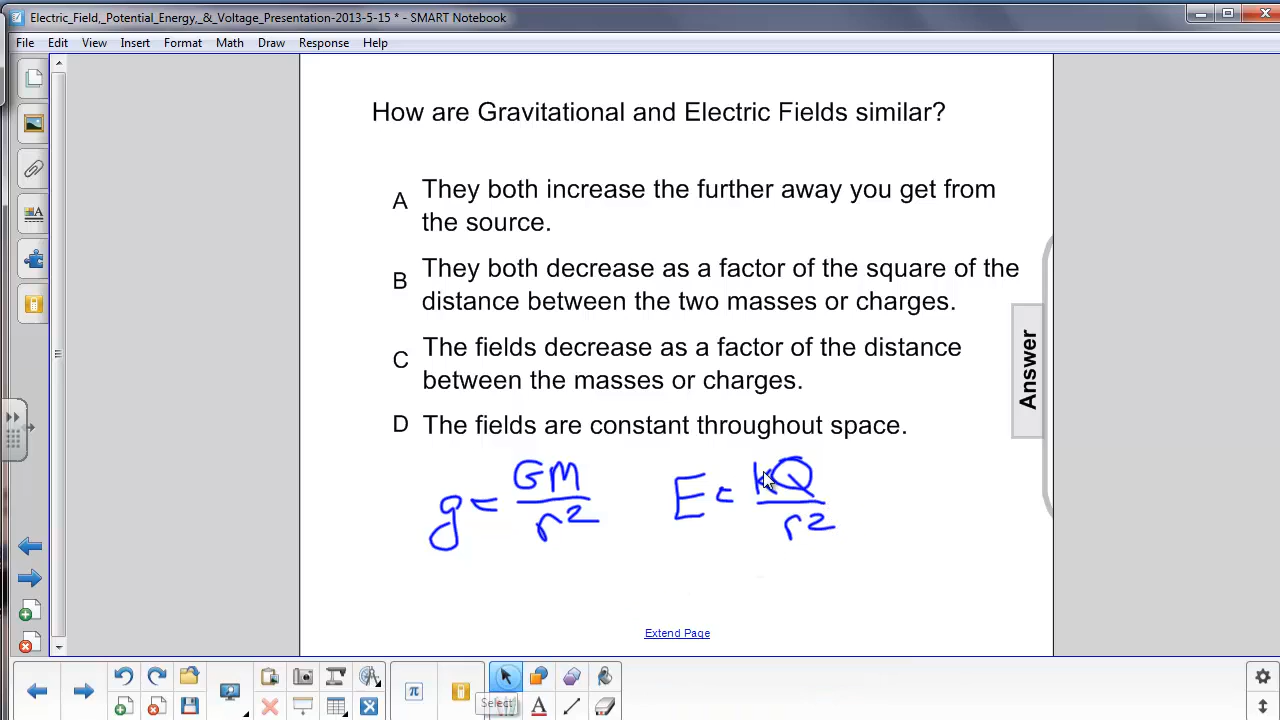 Electric_Field,_Potential_Energy,_&_Voltage_Presentation-2013-5-15 * - SMART Notebook
File Edit View Insert Format Tools Math Draw Response Help
How are Gravitational and Electric Fields similar?
A They both increase the further away you get from
the source.
B They both decrease as a factor of the square of the
distance between the two masses or charges.
C The fields decrease as a factor of the distance
between the masses or charges.
D The fields are constant throughout space.
Answer
g = GM/r² E = kQ/r²
Extend Page
π
Select
A